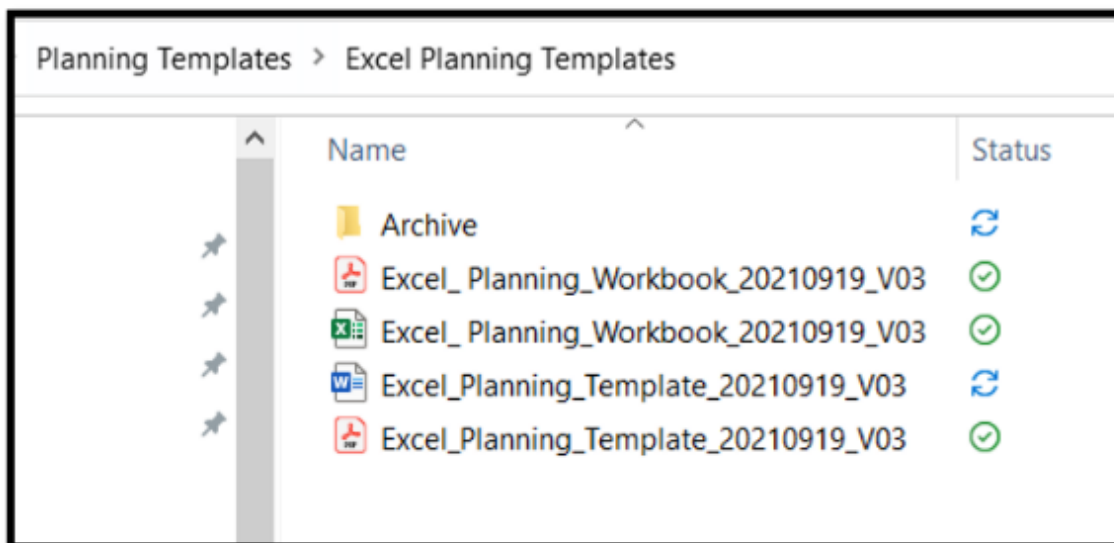 Planning Templates > Excel Planning Templates
Name Status
Archive
Excel_ Planning_Workbook_20210919_V03
Excel_ Planning_Workbook_20210919_V03
Excel_Planning_Template_20210919_V03
Excel_Planning_Template_20210919_V03